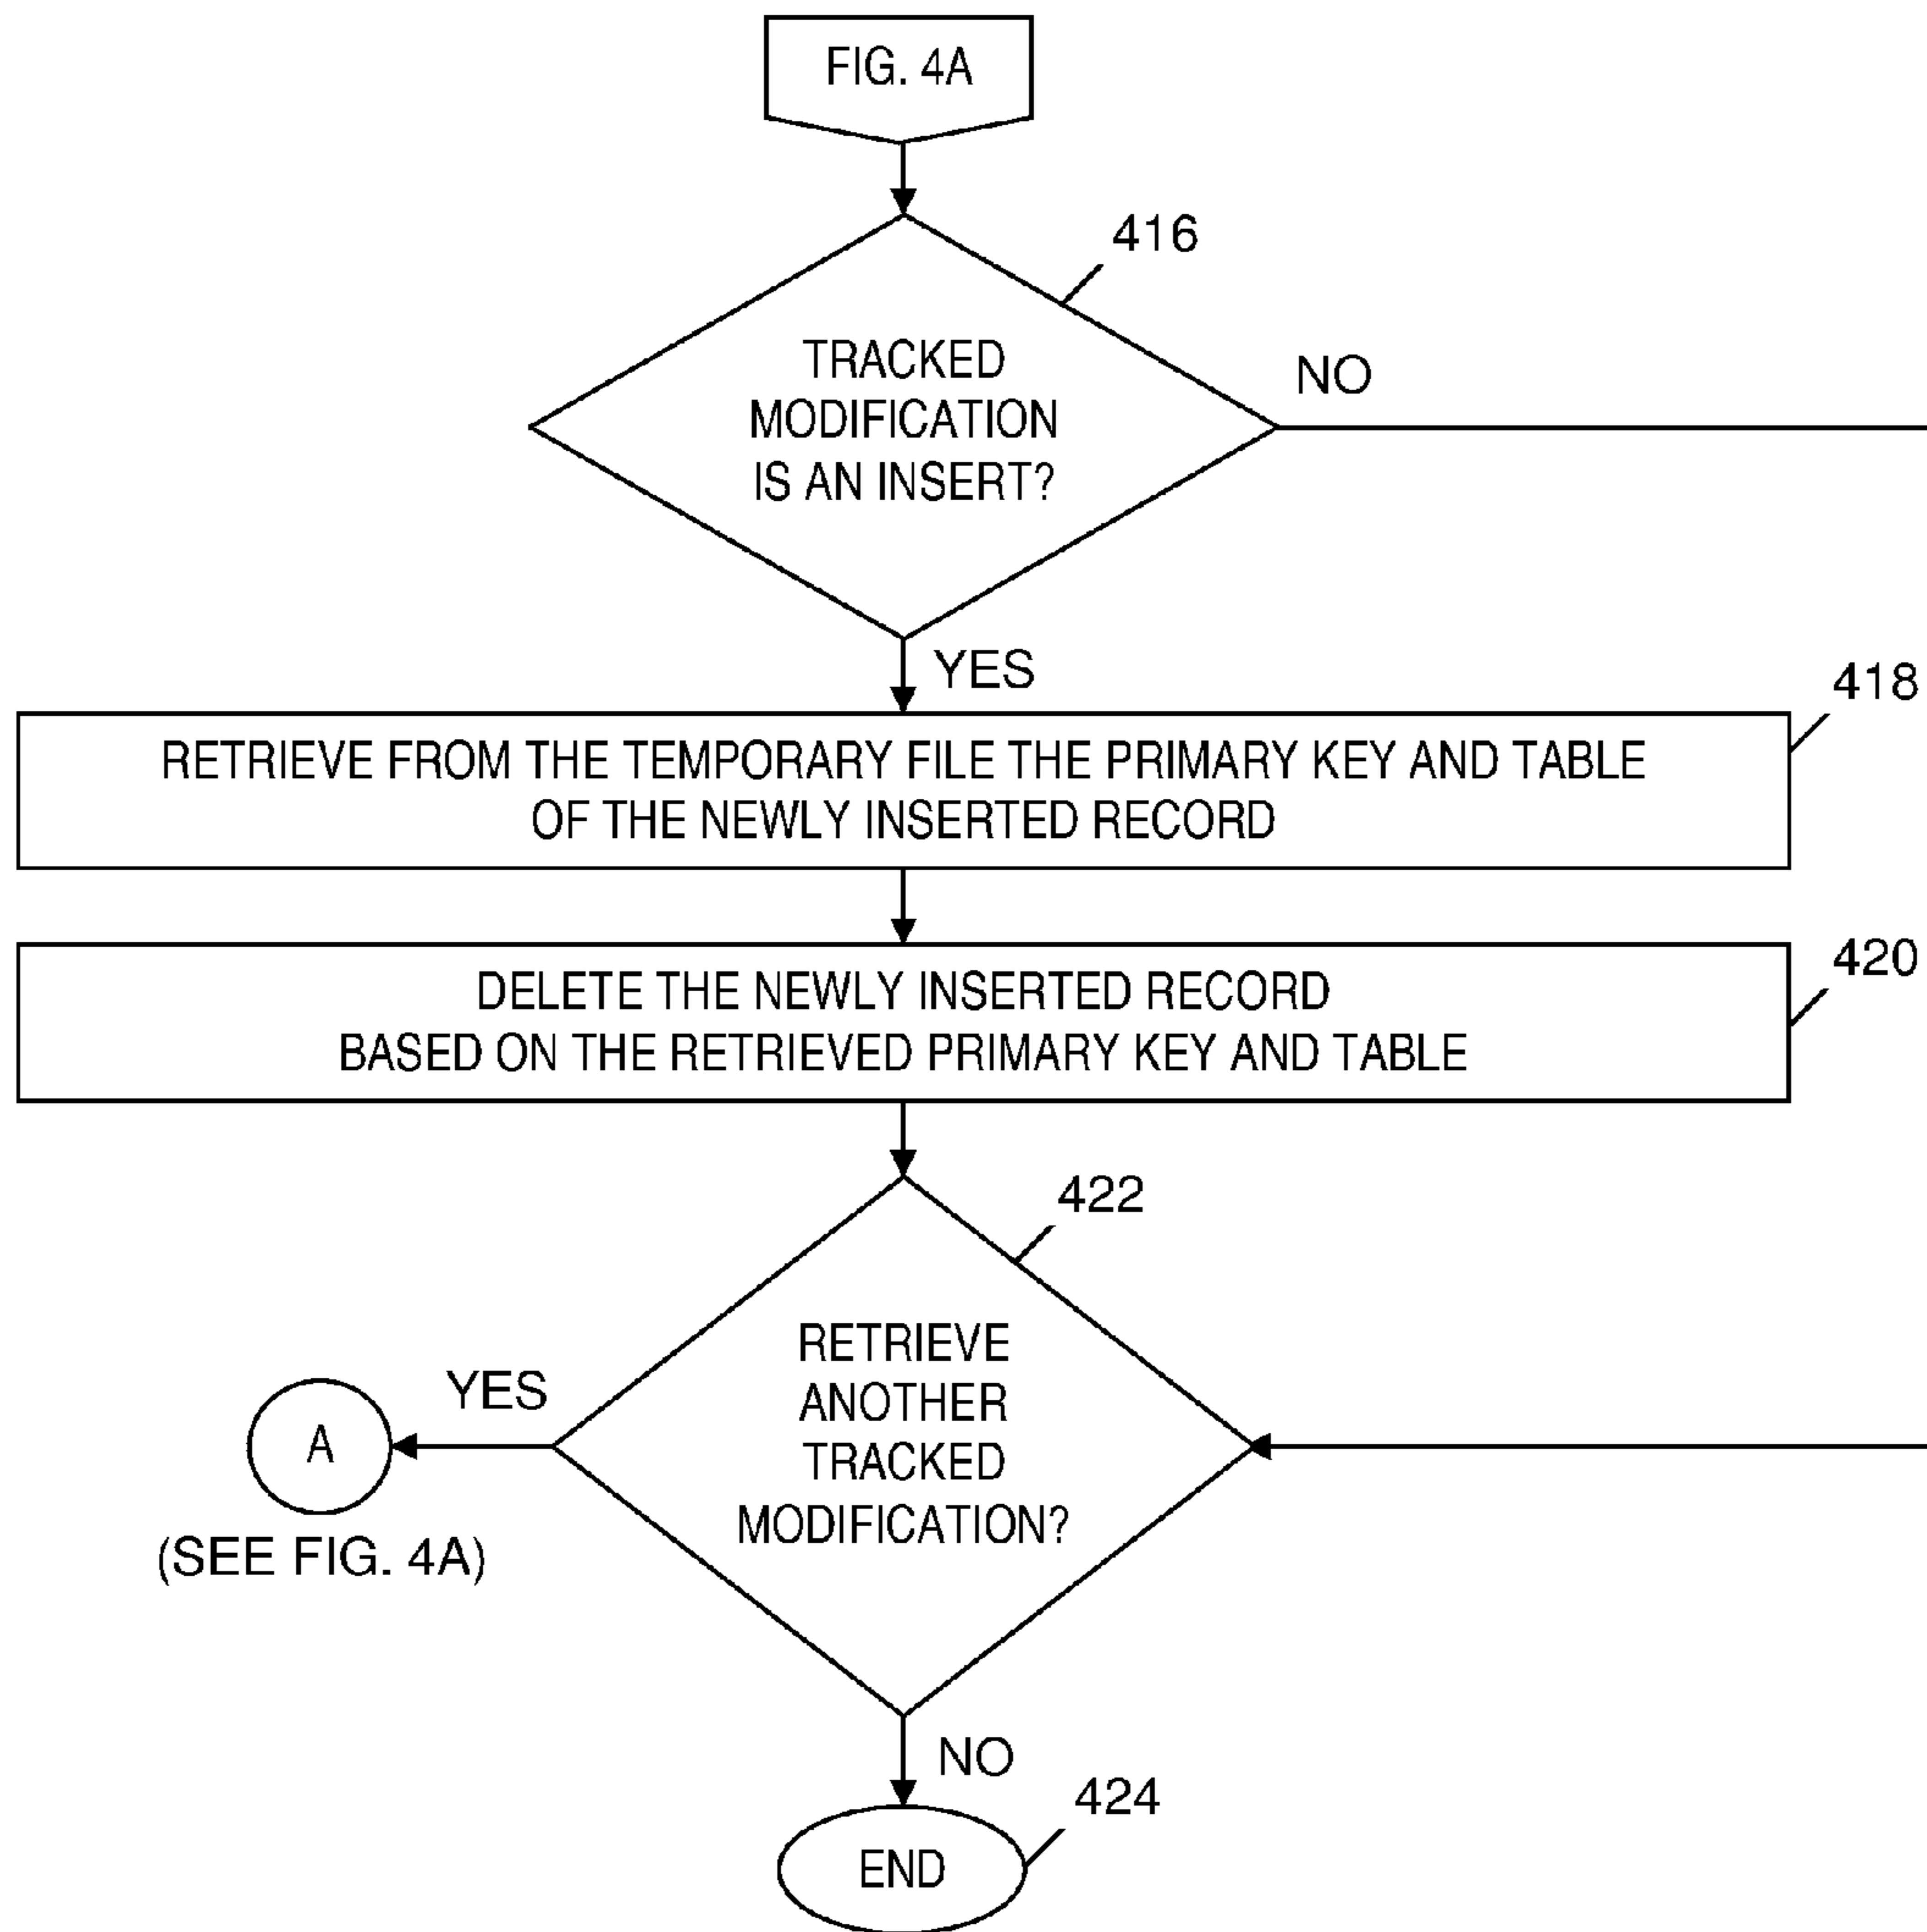 FIG. 4A
416
TRACKED
MODIFICATION
IS AN INSERT?
NO
YES
418
RETRIEVE FROM THE TEMPORARY FILE THE PRIMARY KEY AND TABLE
OF THE NEWLY INSERTED RECORD
420
DELETE THE NEWLY INSERTED RECORD
BASED ON THE RETRIEVED PRIMARY KEY AND TABLE
422
RETRIEVE
ANOTHER
TRACKED
MODIFICATION?
YES
A
(SEE FIG. 4A)
NO
424
END